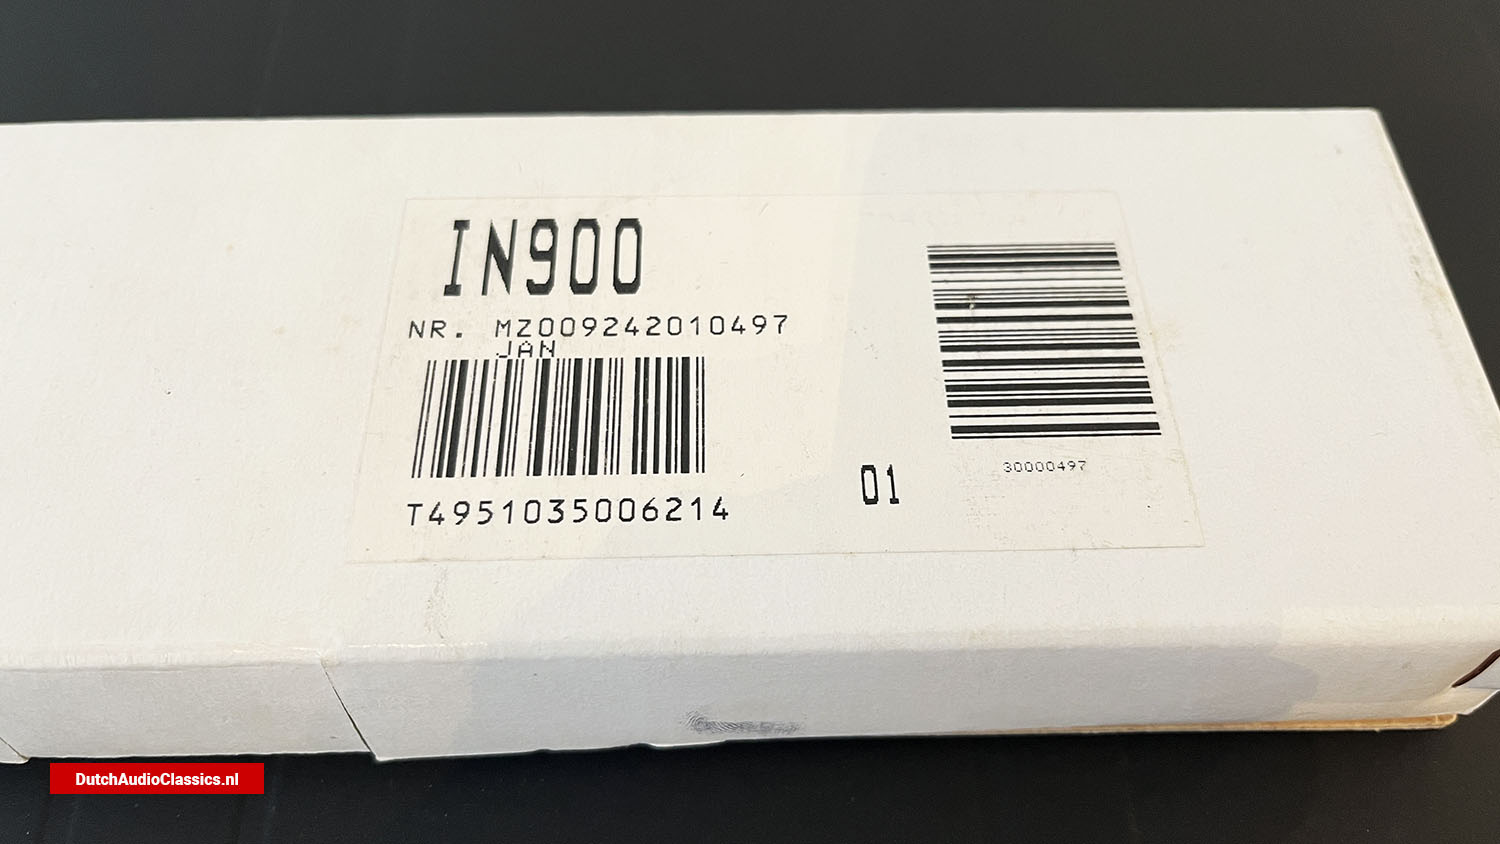 IN900
NR. MZ009242010497
JAN
T4951035006214
01
30000497
DutchAudioClassics.nl